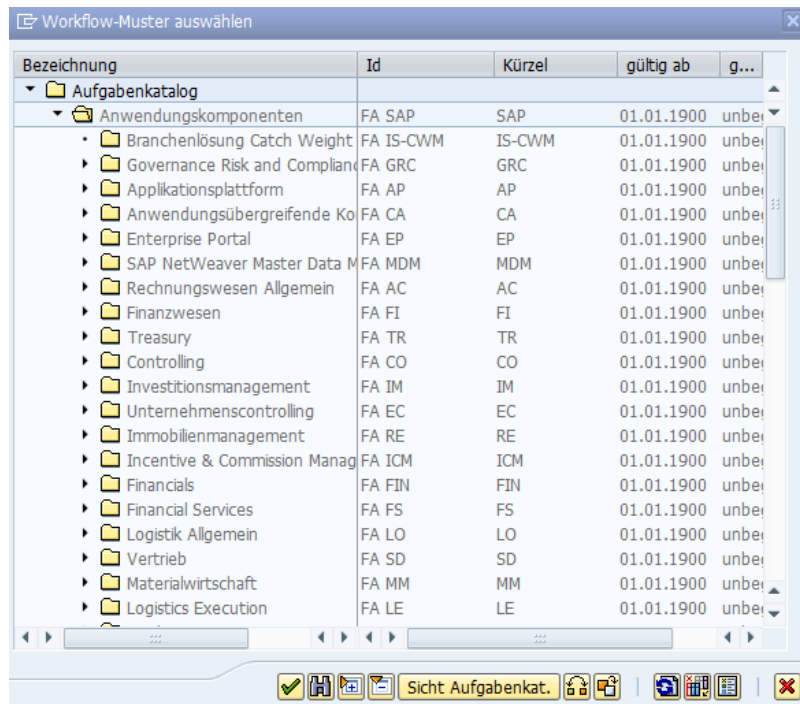 Workflow-Muster auswählen
Bezeichnung Id Kürzel gültig ab g...
Aufgabenkatalog
Anwendungskomponenten FA SAP SAP 01.01.1900 unbe
Branchenlösung Catch Weight FA IS-CWM IS-CWM 01.01.1900 unbe
Governance Risk and Complian FA GRC GRC 01.01.1900 unbe
Applikationsplattform FA AP AP 01.01.1900 unbe
Anwendungsübergreifende Ko FA CA CA 01.01.1900 unbe
Enterprise Portal FA EP EP 01.01.1900 unbe
SAP NetWeaver Master Data M FA MDM MDM 01.01.1900 unbe
Rechnungswesen Allgemein FA AC AC 01.01.1900 unbe
Finanzwesen FA FI FI 01.01.1900 unbe
Treasury FA TR TR 01.01.1900 unbe
Controlling FA CO CO 01.01.1900 unbe
Investitionsmanagement FA IM IM 01.01.1900 unbe
Unternehmenscontrolling FA EC EC 01.01.1900 unbe
Immobilienmanagement FA RE RE 01.01.1900 unbe
Incentive & Commission Manag FA ICM ICM 01.01.1900 unbe
Financials FA FIN FIN 01.01.1900 unbe
Financial Services FA FS FS 01.01.1900 unbe
Logistik Allgemein FA LO LO 01.01.1900 unbe
Vertrieb FA SD SD 01.01.1900 unbe
Materialwirtschaft FA MM MM 01.01.1900 unbe
Logistics Execution FA LE LE 01.01.1900 unbe
Sicht Aufgabenkat.